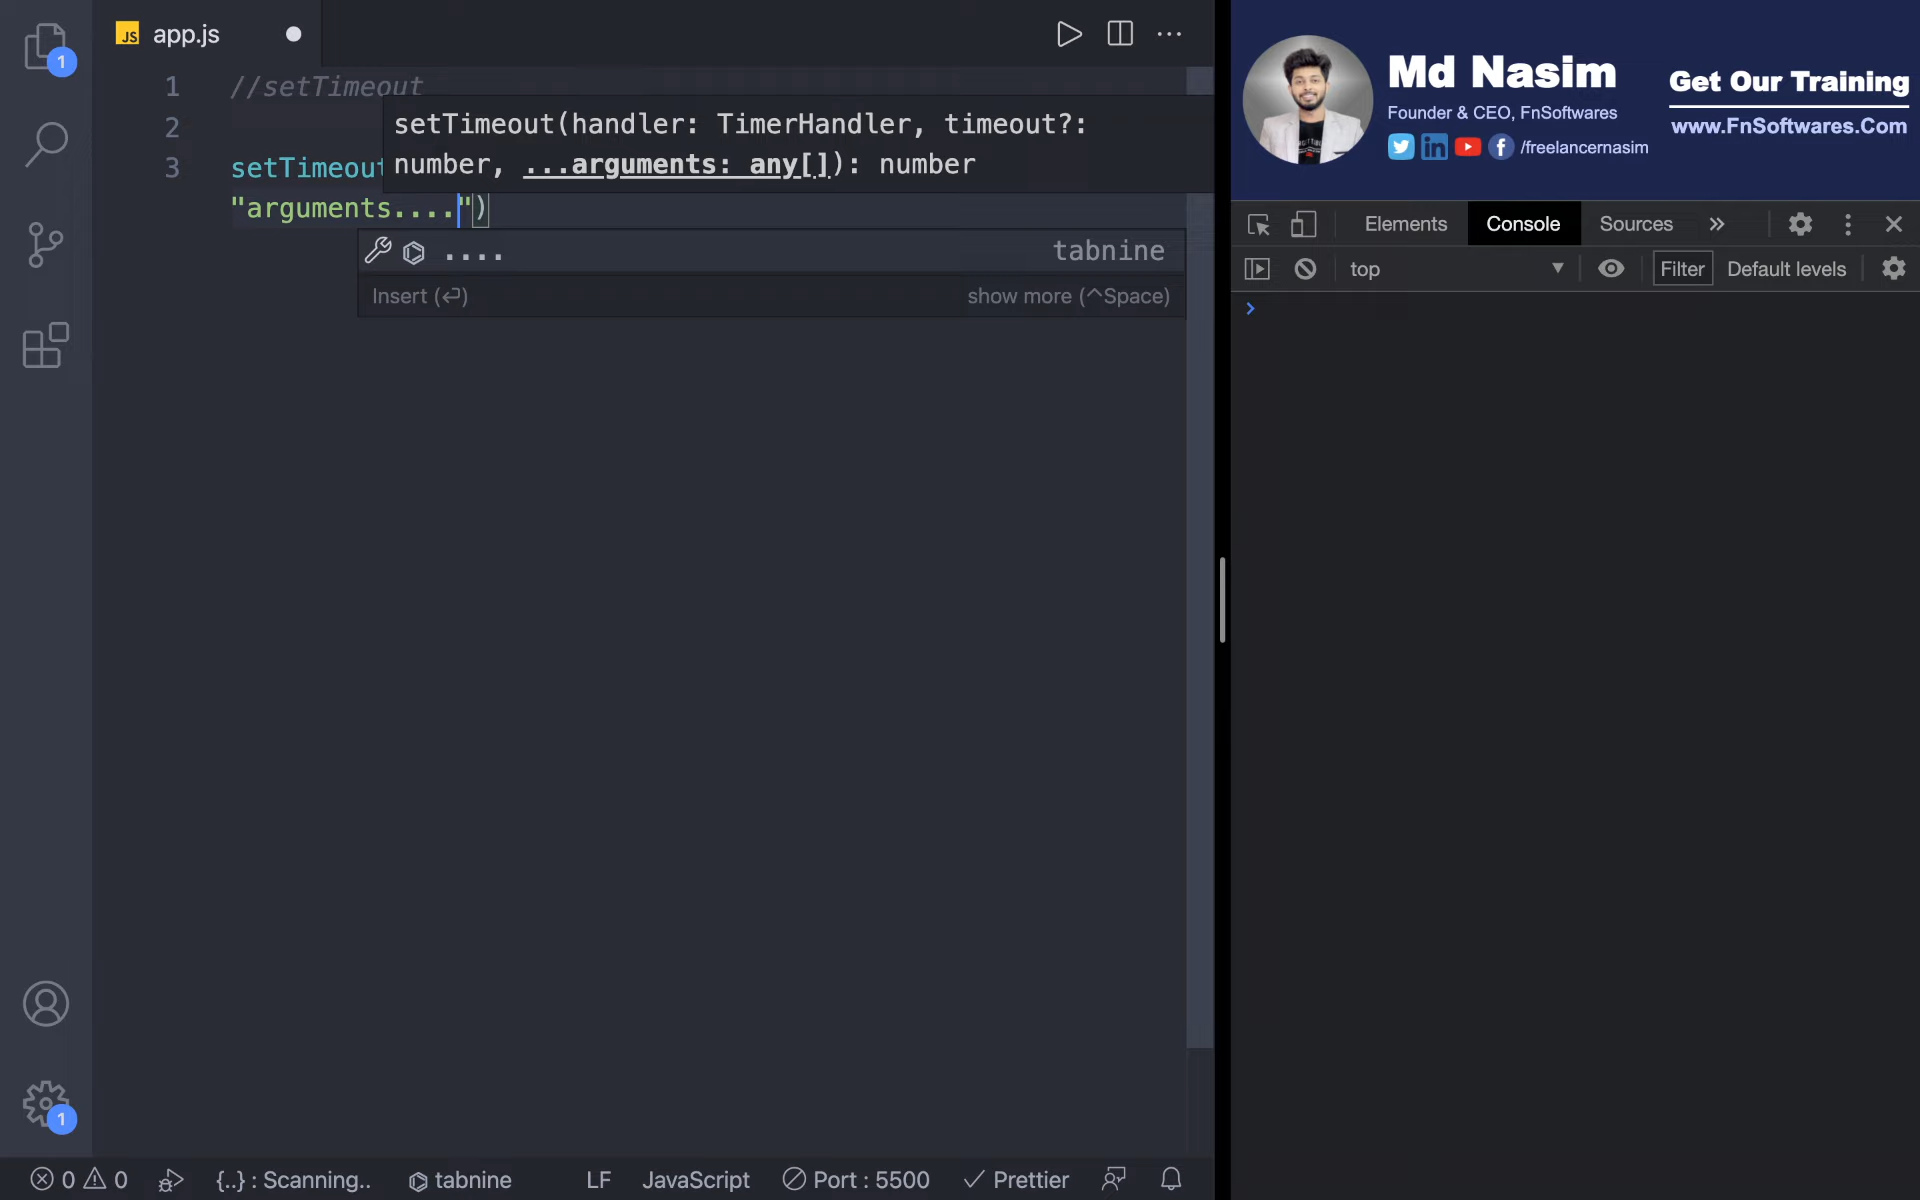 JS app.js
1 //setTimeout
setTimeout(handler: TimerHandler, timeout?:
2
number, ...arguments: any[]): number
3 setTimeout
"arguments....")
.... tabnine
Insert (⏎) show more (^Space)
1
1
0 0 {..} : Scanning.. tabnine LF JavaScript Port : 5500 Prettier
Md Nasim
Founder & CEO, FnSoftwares
/freelancernasim
Get Our Training
www.FnSoftwares.Com
Elements Console Sources
top Filter Default levels